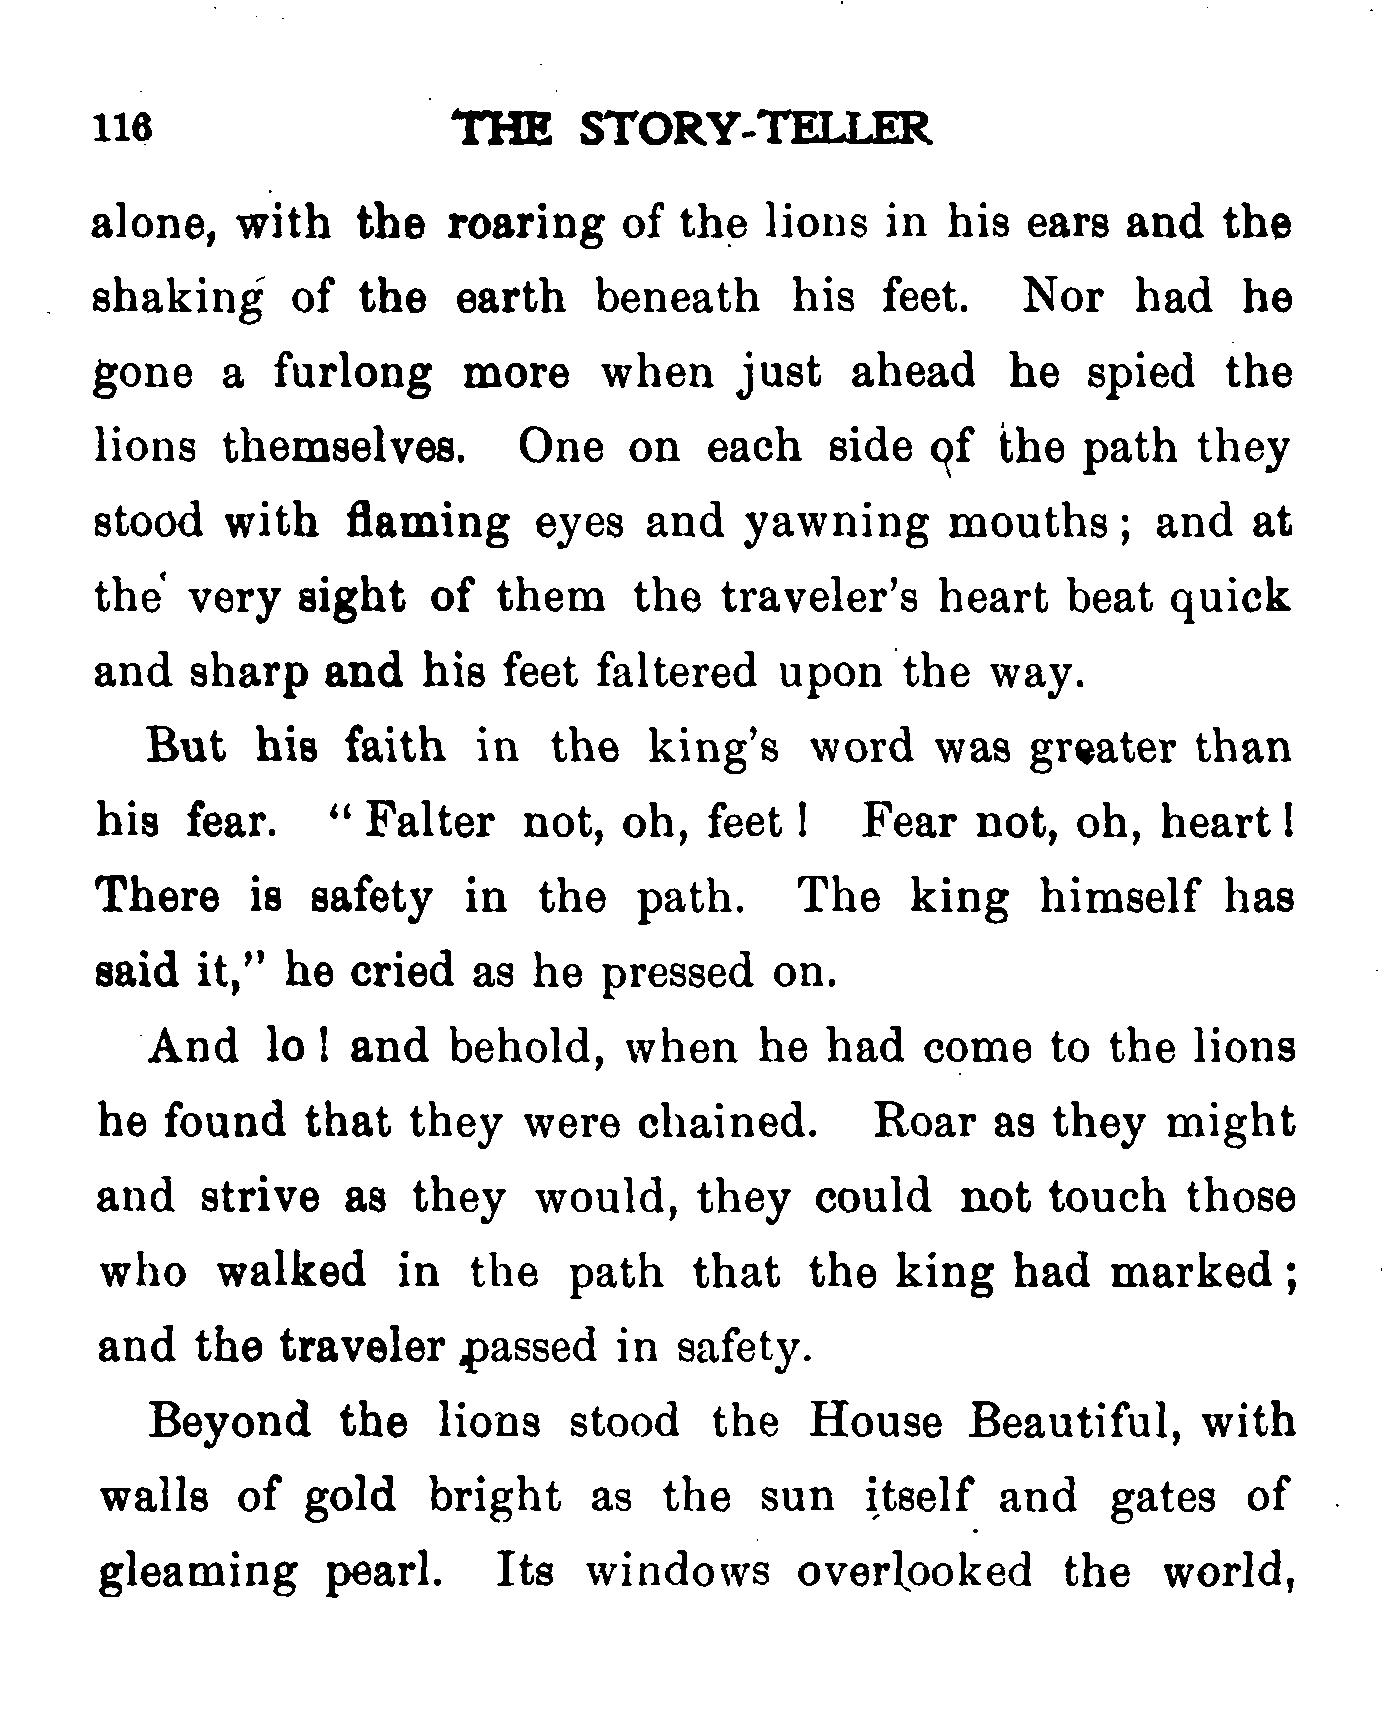 116 THE STORY-TELLER
alone, with the roaring of the lions in his ears and the
shaking of the earth beneath his feet. Nor had he
gone a furlong more when just ahead he spied the
lions themselves. One on each side of the path they
stood with flaming eyes and yawning mouths; and at
the very sight of them the traveler's heart beat quick
and sharp and his feet faltered upon the way.
But his faith in the king's word was greater than
his fear. "Falter not, oh, feet! Fear not, oh, heart!
There is safety in the path. The king himself has
said it," he cried as he pressed on.
And lo! and behold, when he had come to the lions
he found that they were chained. Roar as they might
and strive as they would, they could not touch those
who walked in the path that the king had marked;
and the traveler passed in safety.
Beyond the lions stood the House Beautiful, with
walls of gold bright as the sun itself and gates of
gleaming pearl. Its windows overlooked the world,